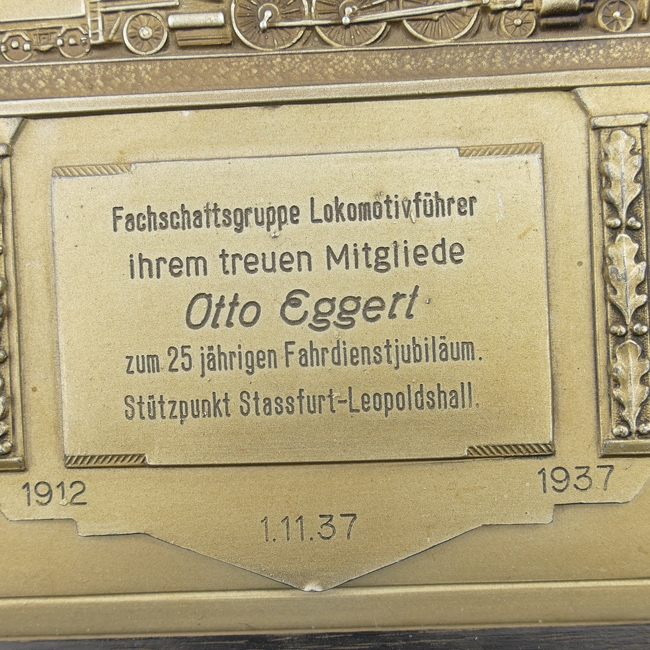 Fachschaftsgruppe Lokomotivführer
ihrem treuen Mitgliede
Otto Eggert
zum 25 jährigen Fahrdienstjubiläum.
Stützpunkt Stassfurt-Leopoldshall.
1912
1937
1.11.37